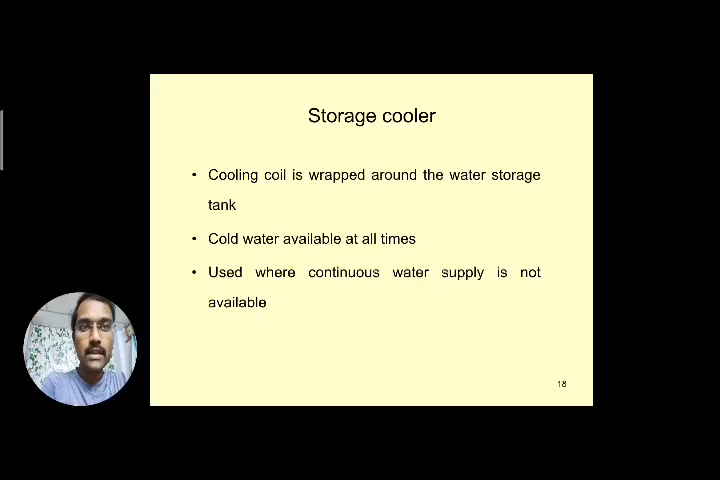 Storage cooler
• Cooling coil is wrapped around the water storage
tank
• Cold water available at all times
• Used where continuous water supply is not
available
18